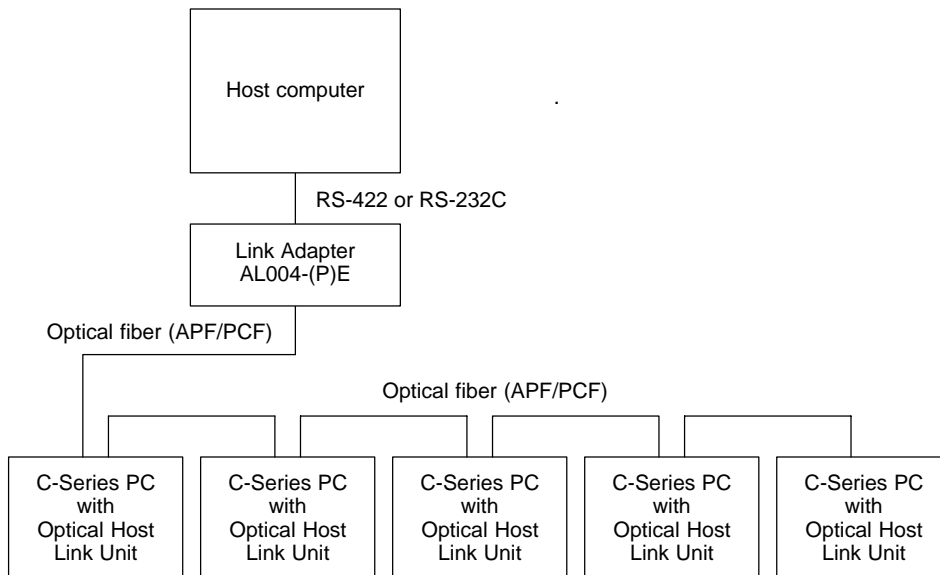 Host computer
RS-422 or RS-232C
Link Adapter
AL004-(P)E
Optical fiber (APF/PCF)
Optical fiber (APF/PCF)
C-Series PC
with
Optical Host
Link Unit
C-Series PC
with
Optical Host
Link Unit
C-Series PC
with
Optical Host
Link Unit
C-Series PC
with
Optical Host
Link Unit
C-Series PC
with
Optical Host
Link Unit